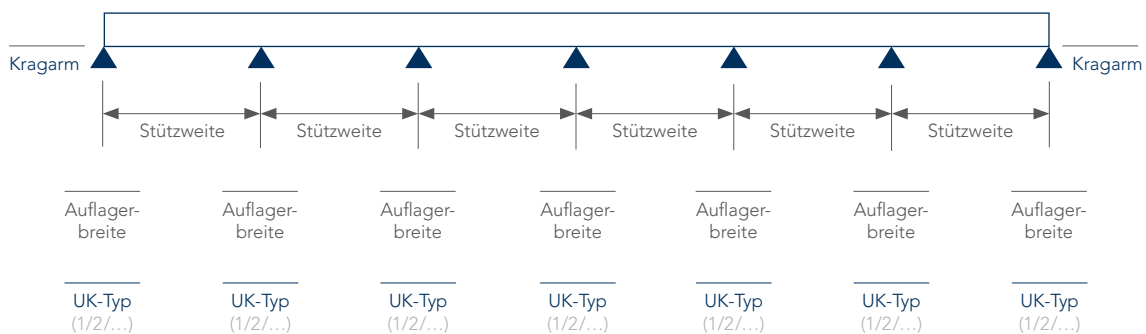 Kragarm Kragarm
Stützweite Stützweite Stützweite Stützweite Stützweite Stützweite
Auflager- Auflager- Auflager- Auflager- Auflager- Auflager- Auflager-
breite breite breite breite breite breite breite
UK-Typ UK-Typ UK-Typ UK-Typ UK-Typ UK-Typ UK-Typ
(1/2/…) (1/2/…) (1/2/…) (1/2/…) (1/2/…) (1/2/…) (1/2/…)